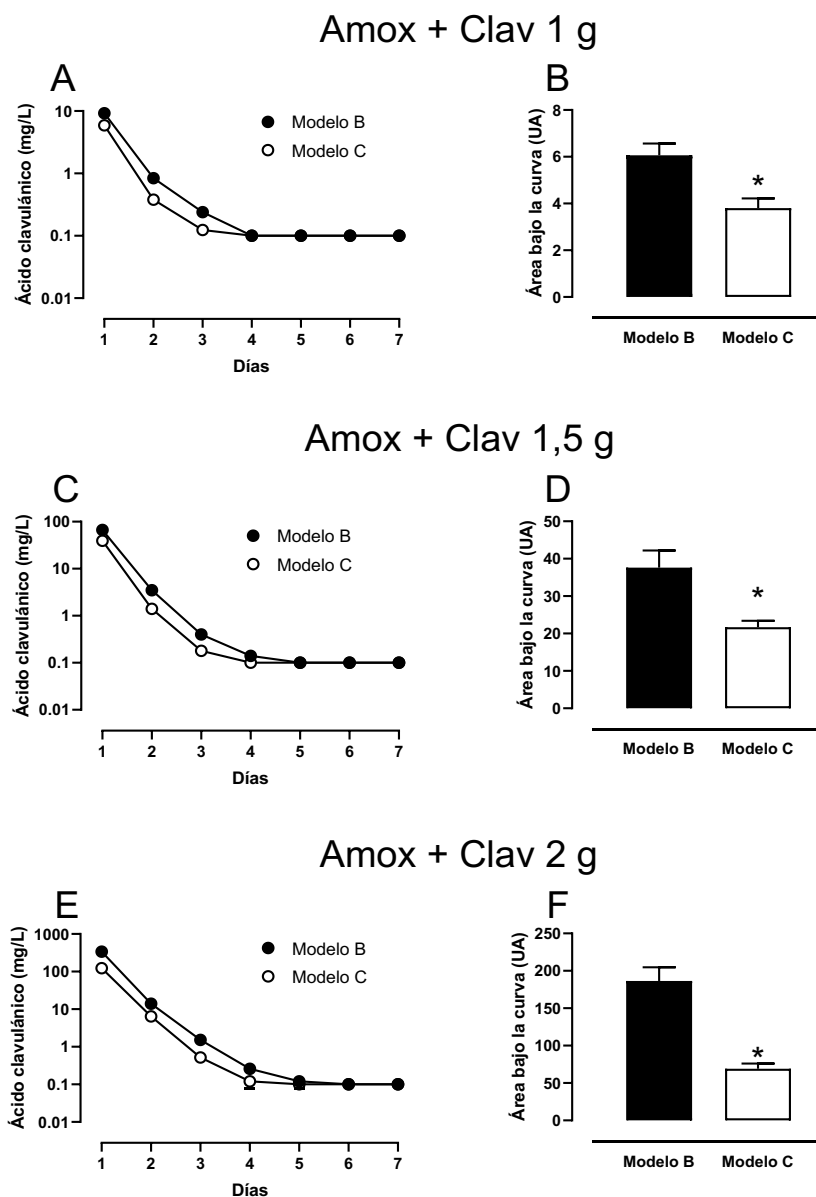 Amox + Clav 1 g
A
Ácido clavulánico (mg/L)
10
1
0.1
0.01
Modelo B
Modelo C
1 2 3 4 5 6 7
Días
B
Área bajo la curva (UA)
8
6
4
2
0
*
Modelo B Modelo C
Amox + Clav 1,5 g
C
Ácido clavulánico (mg/L)
100
10
1
0.1
0.01
Modelo B
Modelo C
1 2 3 4 5 6 7
Días
D
Área bajo la curva (UA)
50
40
30
20
10
0
*
Modelo B Modelo C
Amox + Clav 2 g
E
Ácido clavulánico (mg/L)
1000
100
10
1
0.1
0.01
Modelo B
Modelo C
1 2 3 4 5 6 7
Días
F
Área bajo la curva (UA)
250
200
150
100
50
0
*
Modelo B Modelo C